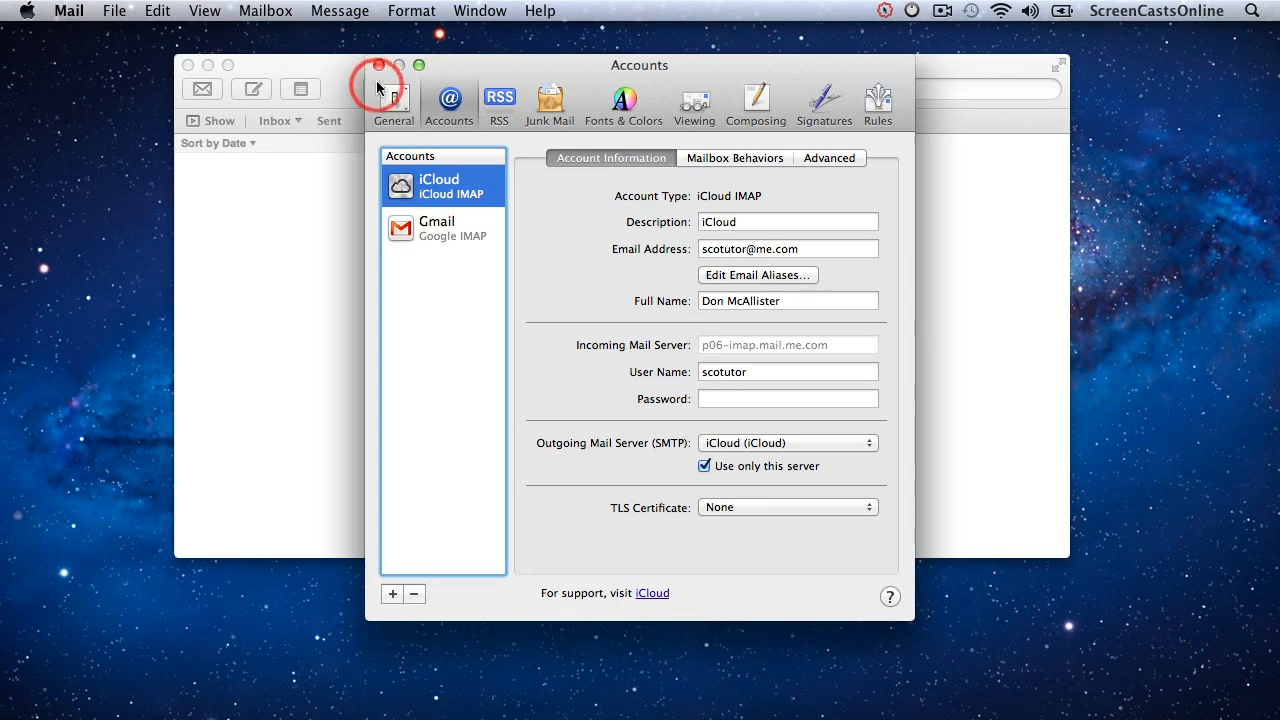 Mail File Edit View Mailbox Message Format Window Help ScreenCastsOnline
Accounts
General Accounts RSS Junk Mail Fonts & Colors Viewing Composing Signatures Rules
RSS
Show Inbox Sent
Sort by Date
Accounts
iCloud
iCloud IMAP
Gmail
Google IMAP
Account Information Mailbox Behaviors Advanced
Account Type: iCloud IMAP
Description: iCloud
Email Address: scotutor@me.com
Edit Email Aliases...
Full Name: Don McAllister
Incoming Mail Server: p06-imap.mail.me.com
User Name: scotutor
Password:
Outgoing Mail Server (SMTP): iCloud (iCloud)
Use only this server
TLS Certificate: None
+ − For support, visit iCloud ?